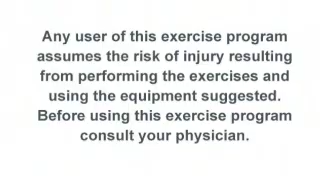 Any user of this exercise program
assumes the risk of injury resulting
from performing the exercises and
using the equipment suggested.
Before using this exercise program
consult your physician.